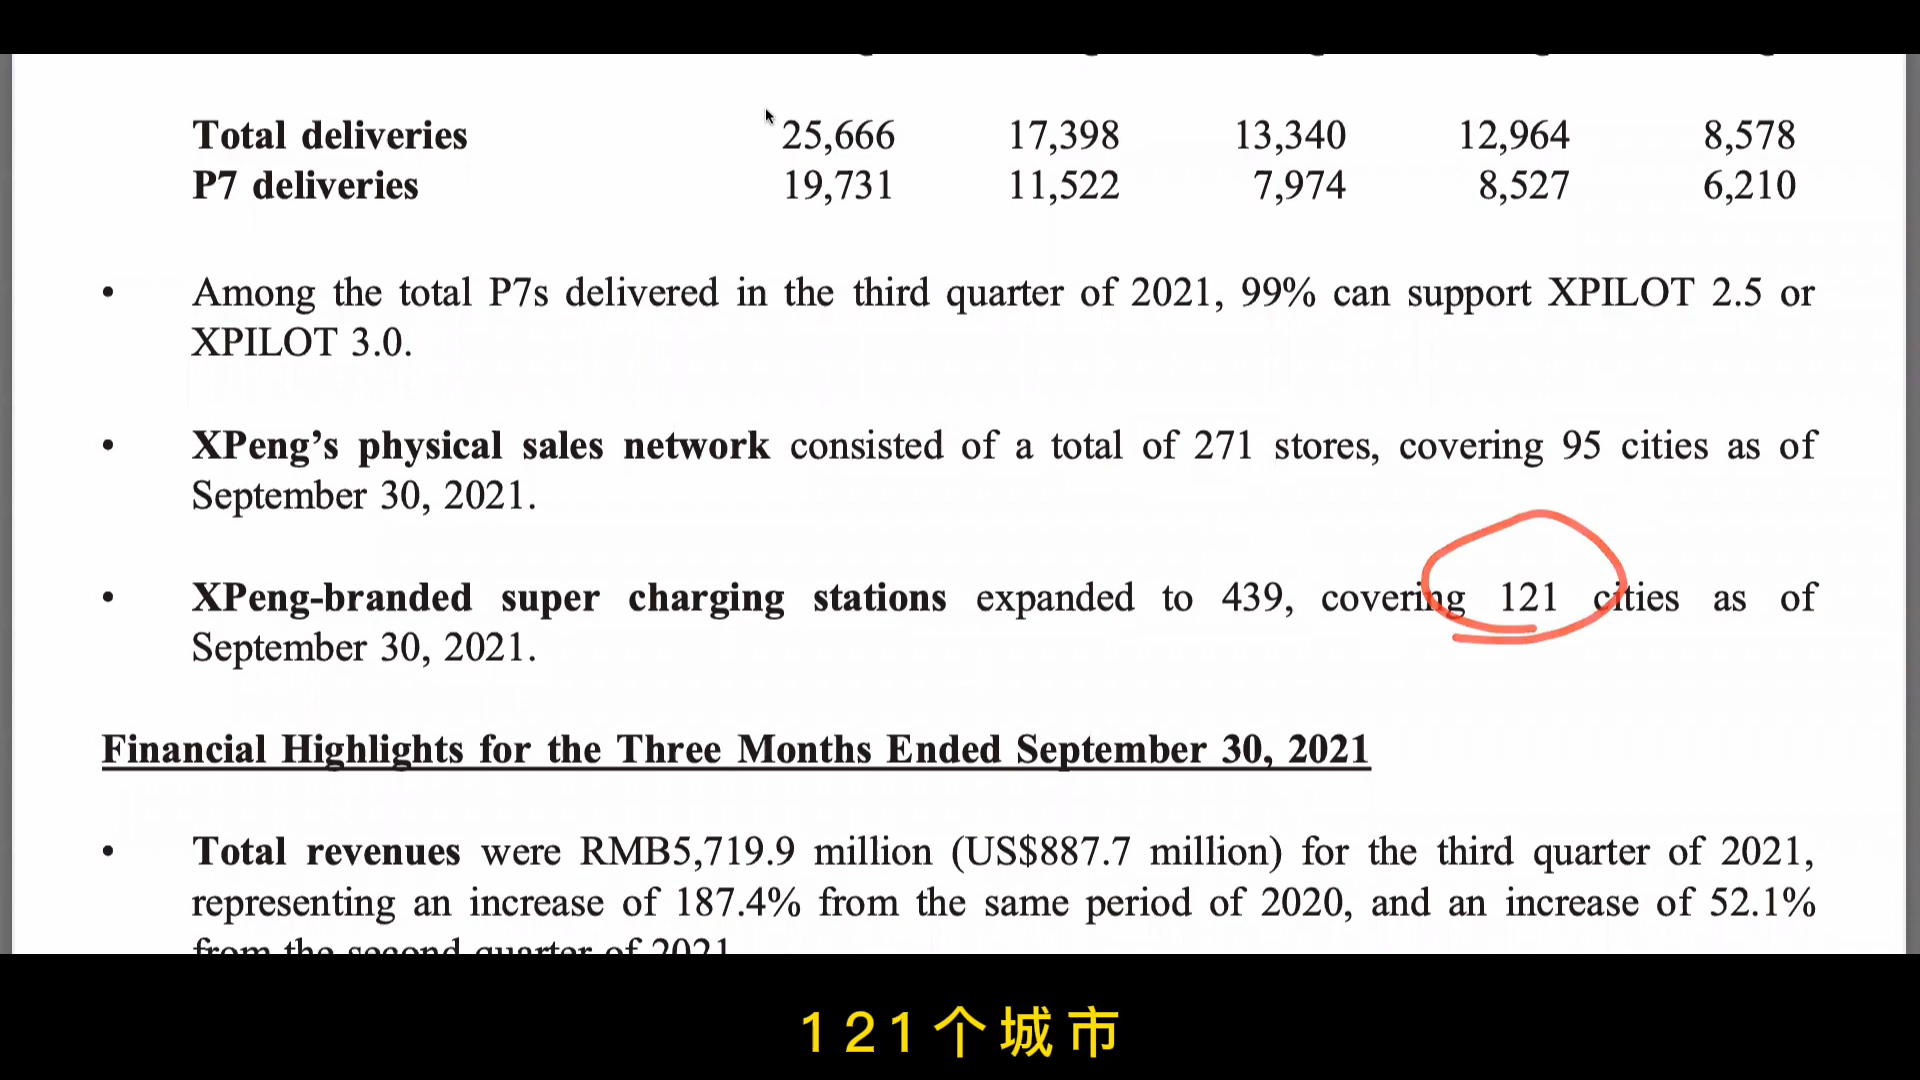 Total deliveries 25,666 17,398 13,340 12,964 8,578
P7 deliveries 19,731 11,522 7,974 8,527 6,210
• Among the total P7s delivered in the third quarter of 2021, 99% can support XPILOT 2.5 or
XPILOT 3.0.
• XPeng’s physical sales network consisted of a total of 271 stores, covering 95 cities as of
September 30, 2021.
• XPeng-branded super charging stations expanded to 439, covering 121 cities as of
September 30, 2021.
Financial Highlights for the Three Months Ended September 30, 2021
• Total revenues were RMB5,719.9 million (US$887.7 million) for the third quarter of 2021,
representing an increase of 187.4% from the same period of 2020, and an increase of 52.1%
from the second quarter of 2021
121个城市